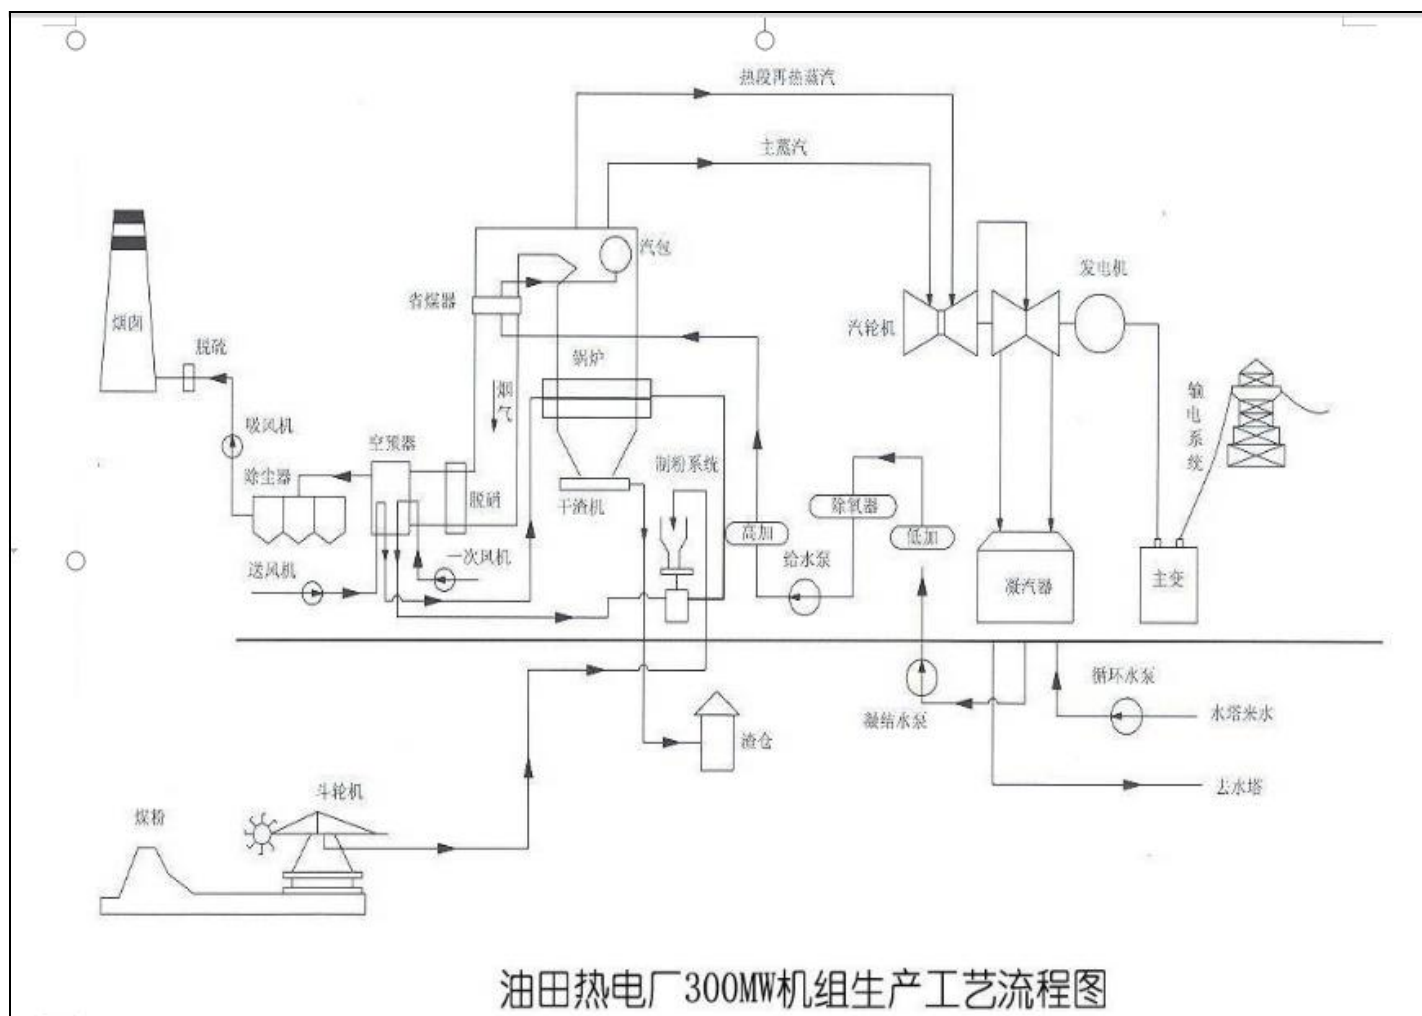 热段再热蒸汽
主蒸汽
汽包
省煤器
发电机
汽轮机
烟囱
脱硫
锅炉
烟气
输电系统
吸风机
空预器
除尘器
制粉系统
脱硝
干渣机
高加
除氧器
低加
一次风机
给水泵
送风机
凝汽器
主变
循环水泵
凝结水泵
水塔来水
渣仓
去水塔
斗轮机
煤粉
油田热电厂300MW机组生产工艺流程图